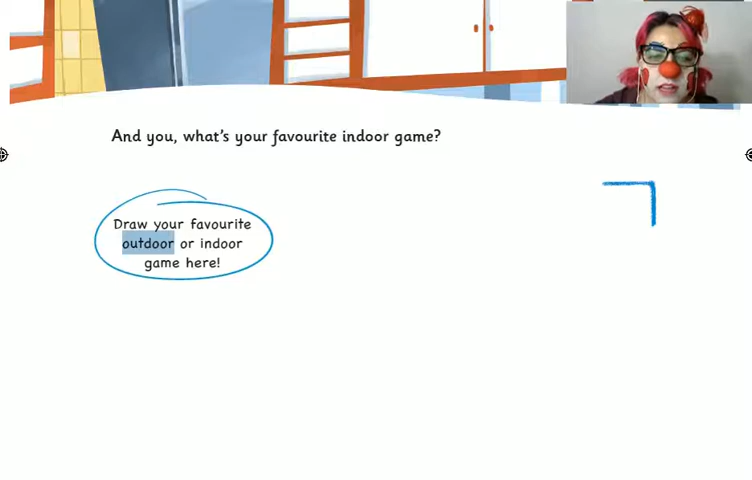 And you, what's your favourite indoor game?
Draw your favourite
outdoor or indoor
game here!